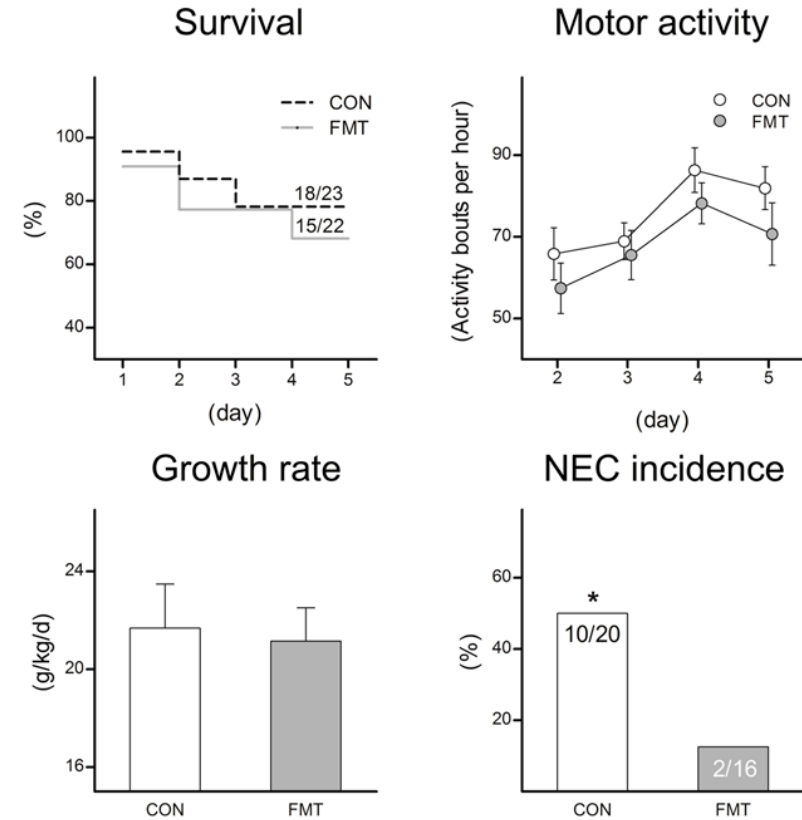 Survival
CON
FMT
100
80
60
40
(%)
18/23
15/22
1 2 3 4 5
(day)
Motor activity
CON
FMT
90
70
50
(Activity bouts per hour)
2 3 4 5
(day)
Growth rate
24
20
16
(g/kg/d)
CON FMT
NEC incidence
60
40
20
(%)
*
10/20
2/16
CON FMT